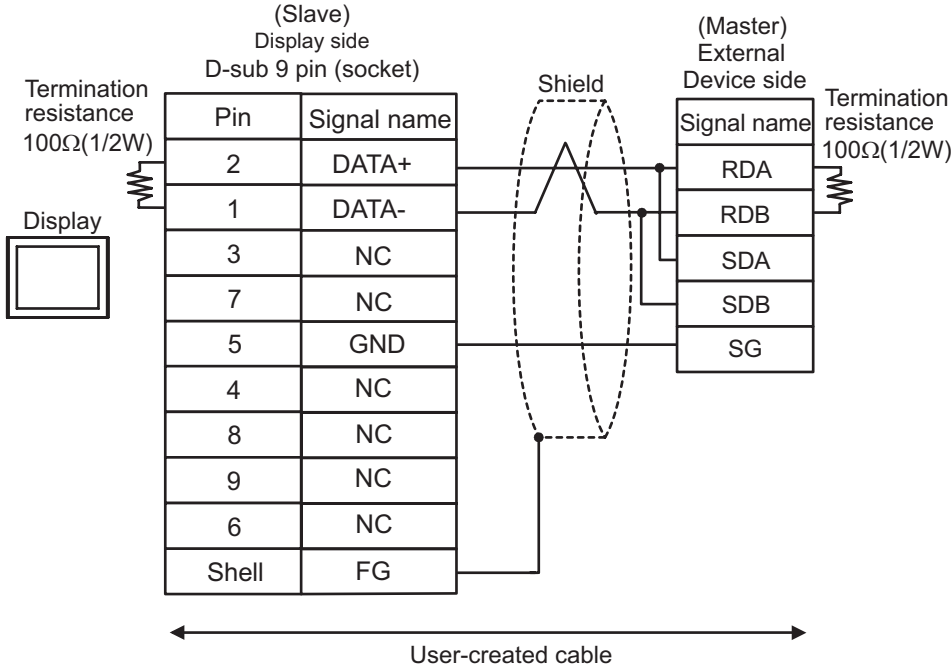 (Slave)
Display side
D-sub 9 pin (socket)
(Master)
External
Device side
Termination
resistance
100Ω(1/2W)
Shield
Termination
resistance
100Ω(1/2W)
Display
Pin Signal name
2 DATA+
1 DATA-
3 NC
7 NC
5 GND
4 NC
8 NC
9 NC
6 NC
Shell FG
Signal name
RDA
RDB
SDA
SDB
SG
User-created cable